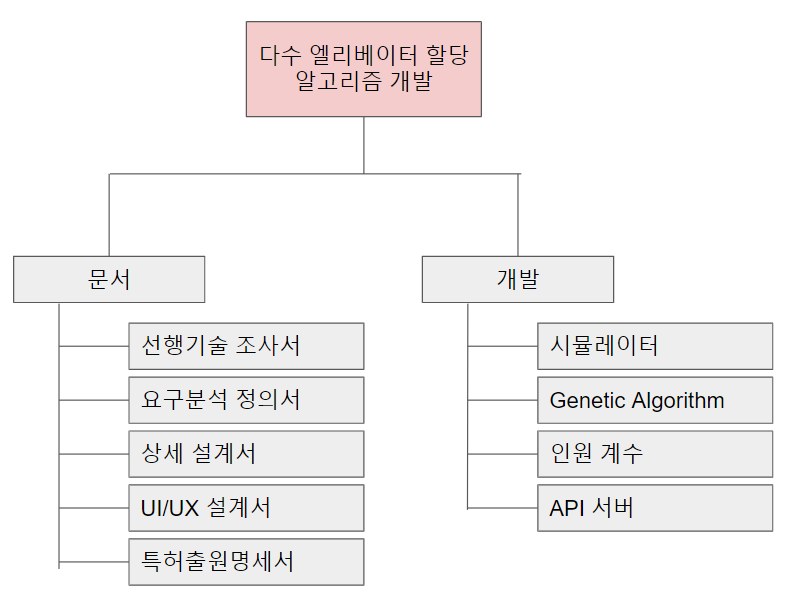 다수 엘리베이터 할당
알고리즘 개발
문서
선행기술 조사서
요구분석 정의서
상세 설계서
UI/UX 설계서
특허출원명세서
개발
시뮬레이터
Genetic Algorithm
인원 계수
API 서버